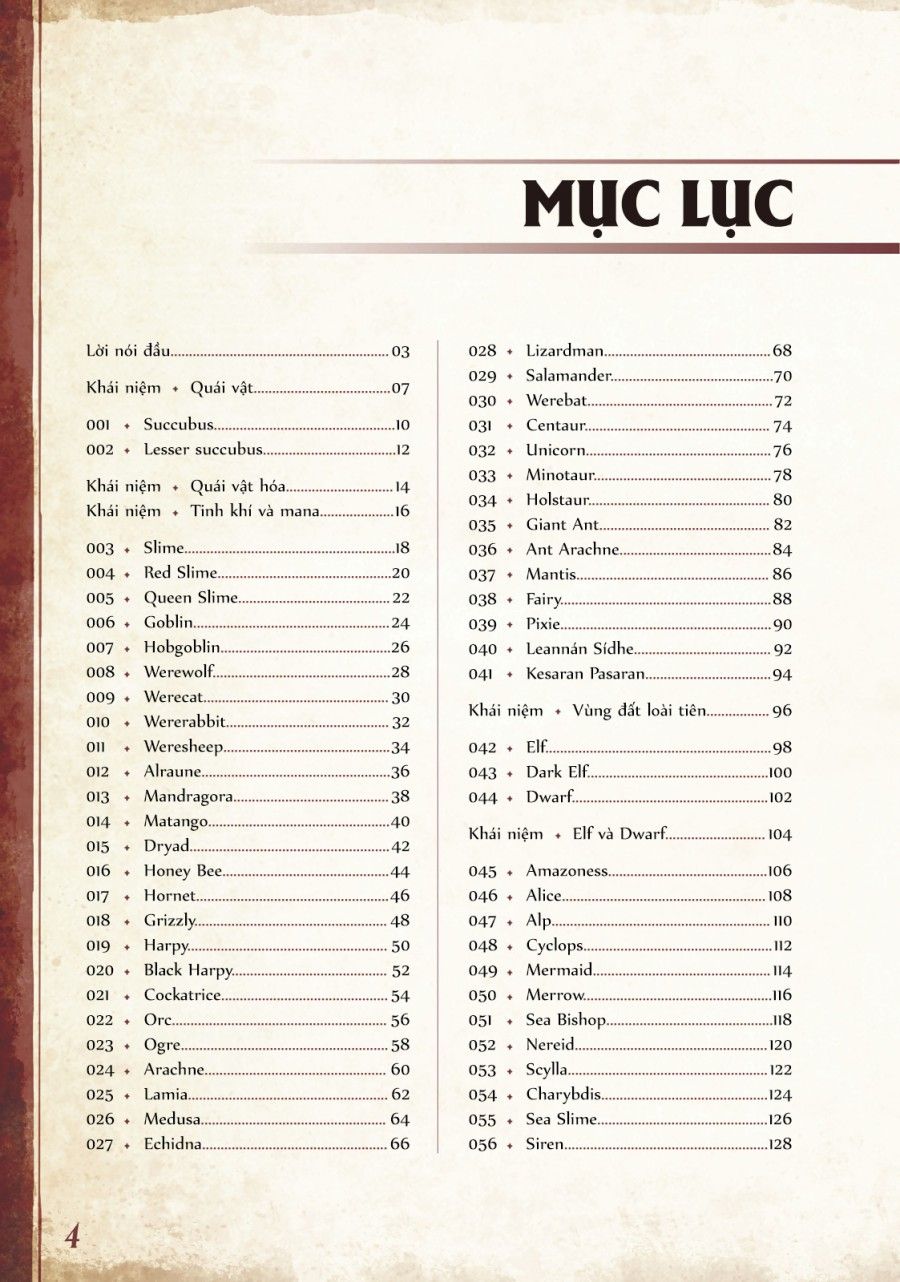 MỤC LỤC
Lời nói đầu 03
Khái niệm ✦ Quái vật 07
001 ✦ Succubus 10
002 ✦ Lesser succubus 12
Khái niệm ✦ Quái vật hóa 14
Khái niệm ✦ Tinh khí và mana 16
003 ✦ Slime 18
004 ✦ Red Slime 20
005 ✦ Queen Slime 22
006 ✦ Goblin 24
007 ✦ Hobgoblin 26
008 ✦ Werewolf 28
009 ✦ Werecat 30
010 ✦ Wererabbit 32
011 ✦ Weresheep 34
012 ✦ Alraune 36
013 ✦ Mandragora 38
014 ✦ Matango 40
015 ✦ Dryad 42
016 ✦ Honey Bee 44
017 ✦ Hornet 46
018 ✦ Grizzly 48
019 ✦ Harpy 50
020 ✦ Black Harpy 52
021 ✦ Cockatrice 54
022 ✦ Orc 56
023 ✦ Ogre 58
024 ✦ Arachne 60
025 ✦ Lamia 62
026 ✦ Medusa 64
027 ✦ Echidna 66
028 ✦ Lizardman 68
029 ✦ Salamander 70
030 ✦ Werebat 72
031 ✦ Centaur 74
032 ✦ Unicorn 76
033 ✦ Minotaur 78
034 ✦ Holstaur 80
035 ✦ Giant Ant 82
036 ✦ Ant Arachne 84
037 ✦ Mantis 86
038 ✦ Fairy 88
039 ✦ Pixie 90
040 ✦ Leannán Sídhe 92
041 ✦ Kesaran Pasaran 94
Khái niệm ✦ Vùng đất loài tiên 96
042 ✦ Elf 98
043 ✦ Dark Elf 100
044 ✦ Dwarf 102
Khái niệm ✦ Elf và Dwarf 104
045 ✦ Amazoness 106
046 ✦ Alice 108
047 ✦ Alp 110
048 ✦ Cyclops 112
049 ✦ Mermaid 114
050 ✦ Merrow 116
051 ✦ Sea Bishop 118
052 ✦ Nereid 120
053 ✦ Scylla 122
054 ✦ Charybdis 124
055 ✦ Sea Slime 126
056 ✦ Siren 128
4